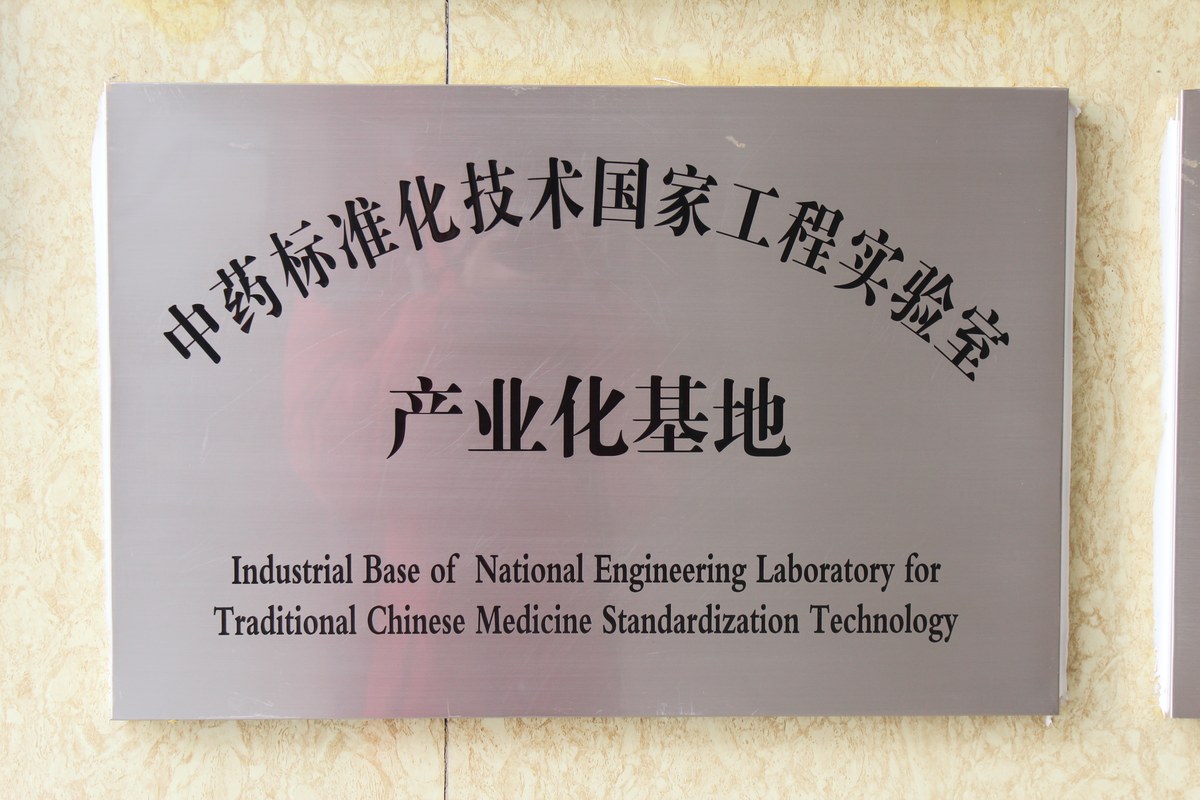 中药标准化技术国家工程实验室
产业化基地
Industrial Base of National Engineering Laboratory for
Traditional Chinese Medicine Standardization Technology